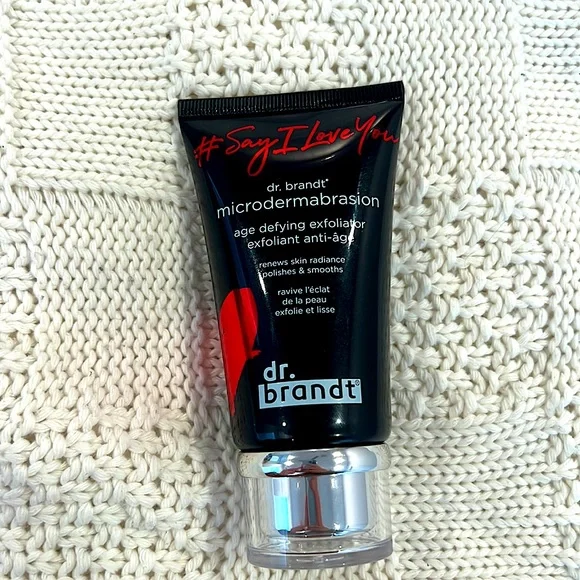 #SayILoveYou
dr. brandt®
microdermabrasion
age defying exfoliator
exfoliant anti-âge
renews skin radiance
polishes & smooths
ravive l'éclat
de la peau
exfolie et lisse
dr.
brandt®